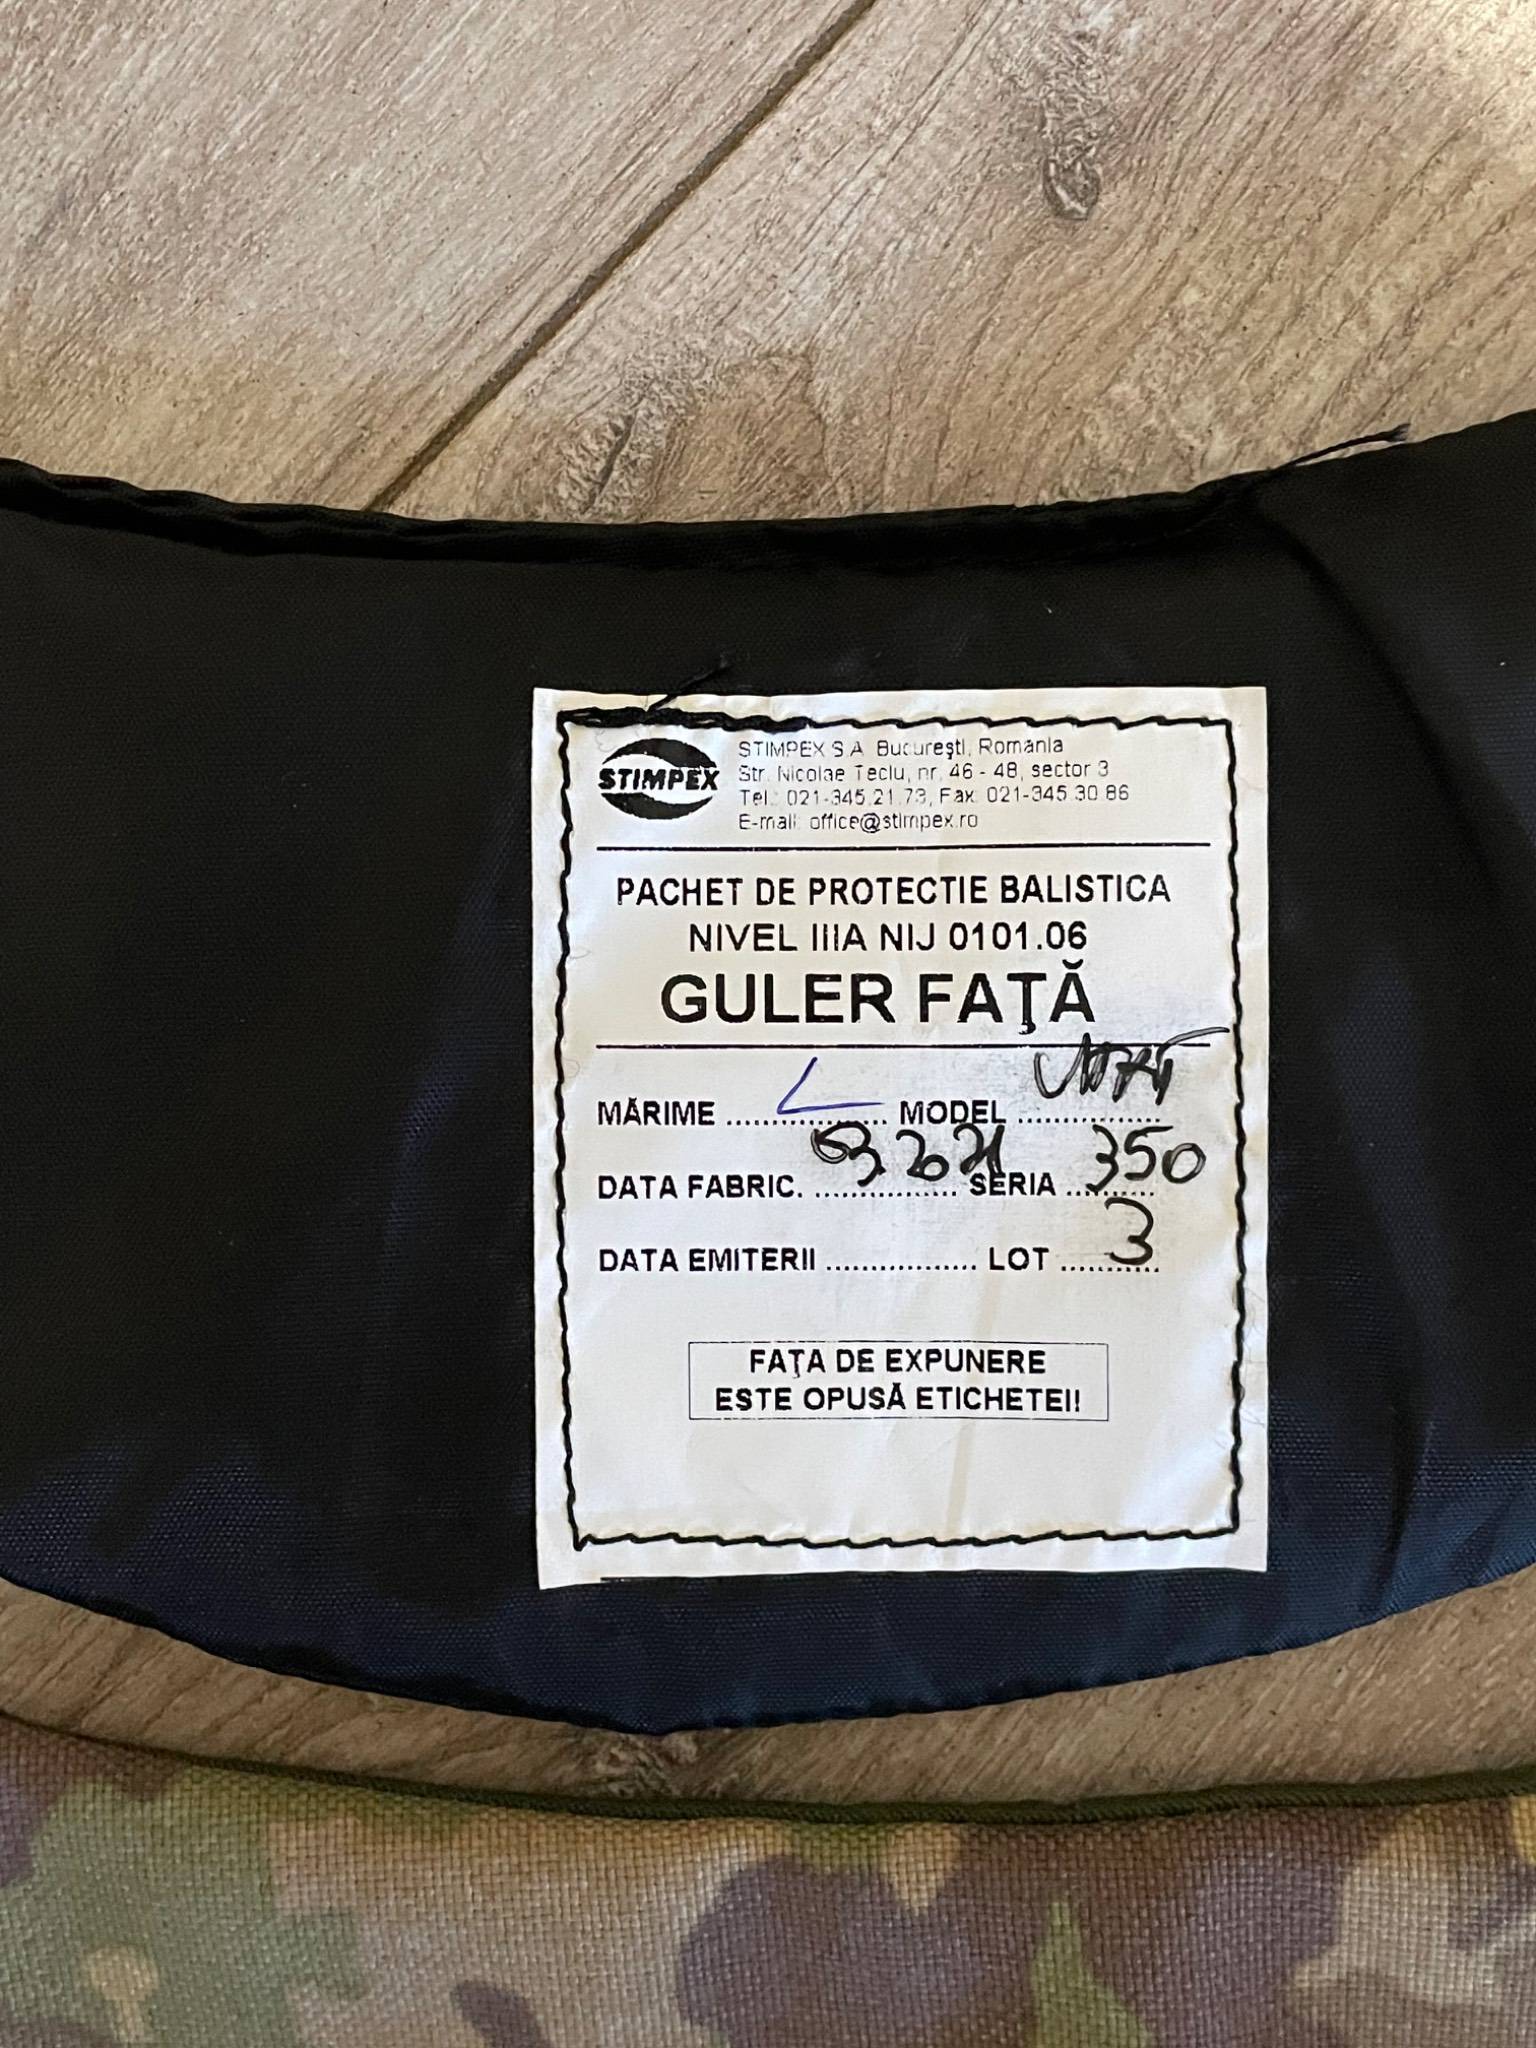 STIMPEX
STIMPEX S.A. Bucureşti, Romania
Str. Nicolae Teclu, nr. 46 - 48, sector 3
Tel.: 021-345.21.73, Fax: 021-345.30.86
E-mail: office@stimpex.ro
PACHET DE PROTECTIE BALISTICA
NIVEL IIIA NIJ 0101.06
GULER FAŢĂ
MĂRIME ........ L ........ MODEL ................
DATA FABRIC. ................ SERIA ... 350 ...
DATA EMITERII ................ LOT ..... 3 .....
FAŢA DE EXPUNERE
ESTE OPUSĂ ETICHETEI!